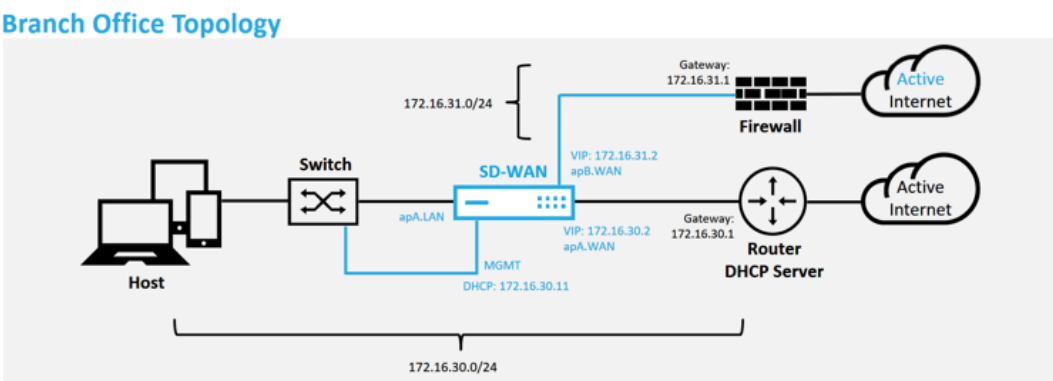 Branch Office Topology
Gateway:
172.16.31.1
Active
Internet
172.16.31.0/24
Firewall
Switch
SD-WAN
VIP: 172.16.31.2
apB.WAN
Active
Internet
apA.LAN
Gateway:
172.16.30.1
VIP: 172.16.30.2
apA.WAN
Router
DHCP Server
MGMT
DHCP: 172.16.30.11
Host
172.16.30.0/24